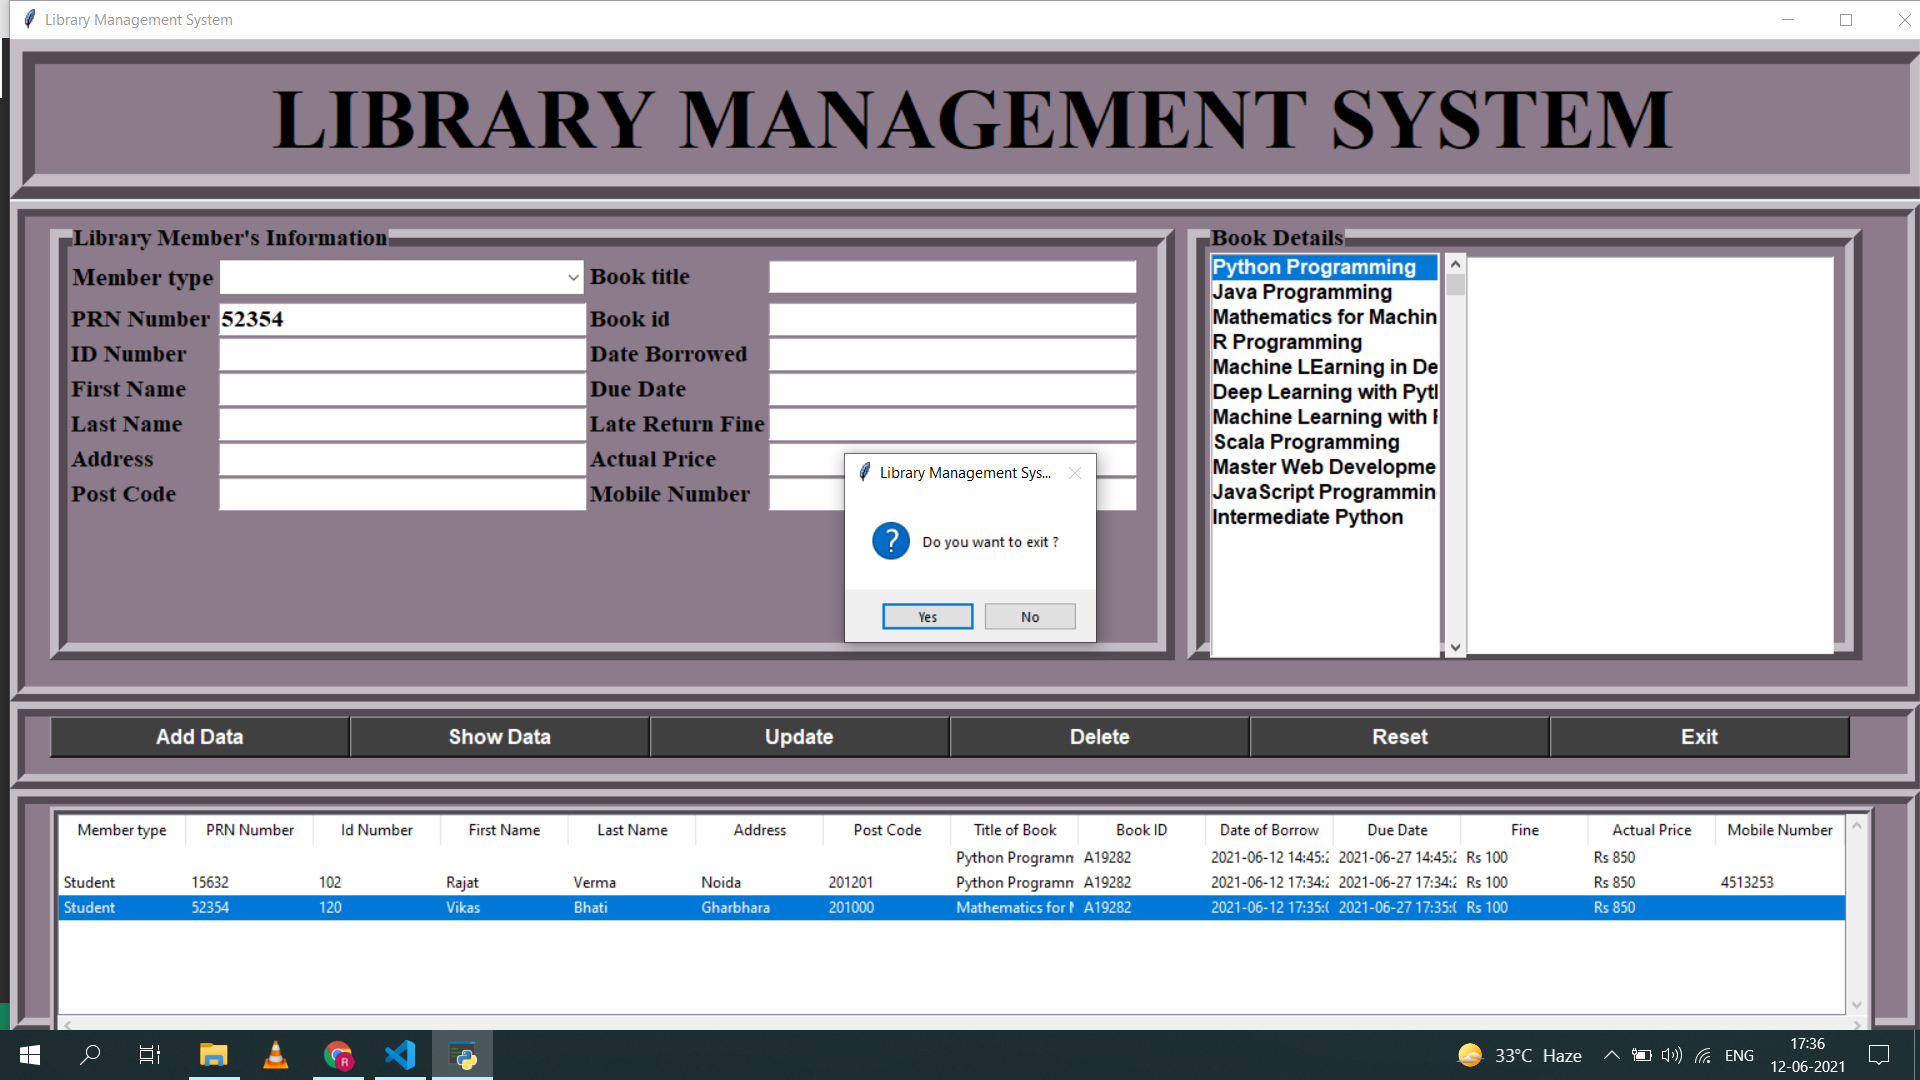 Library Management System
LIBRARY MANAGEMENT SYSTEM
Library Member's Information
Member type
Book title
PRN Number 52354
Book id
ID Number
Date Borrowed
First Name
Due Date
Last Name
Late Return Fine
Address
Actual Price
Post Code
Mobile Number
Book Details
Python Programming
Java Programming
Mathematics for Machin
R Programming
Machine LEarning in De
Deep Learning with Pyt
Machine Learning with
Scala Programming
Master Web Developme
JavaScript Programmin
Intermediate Python
Library Management Sys...
? Do you want to exit ?
Yes No
Add Data Show Data Update Delete Reset Exit
Member type PRN Number Id Number First Name Last Name Address Post Code Title of Book Book ID Date of Borrow Due Date Fine Actual Price Mobile Number
Python Programm A19282 2021-06-12 14:45: 2021-06-27 14:45: Rs 100 Rs 850
Student 15632 102 Rajat Verma Noida 201201 Python Programm A19282 2021-06-12 17:34: 2021-06-27 17:34: Rs 100 Rs 850 4513253
Student 52354 120 Vikas Bhati Gharbhara 201000 Mathematics for A19282 2021-06-12 17:35: 2021-06-27 17:35: Rs 100 Rs 850
R
33°C Haze
ENG
17:36
12-06-2021